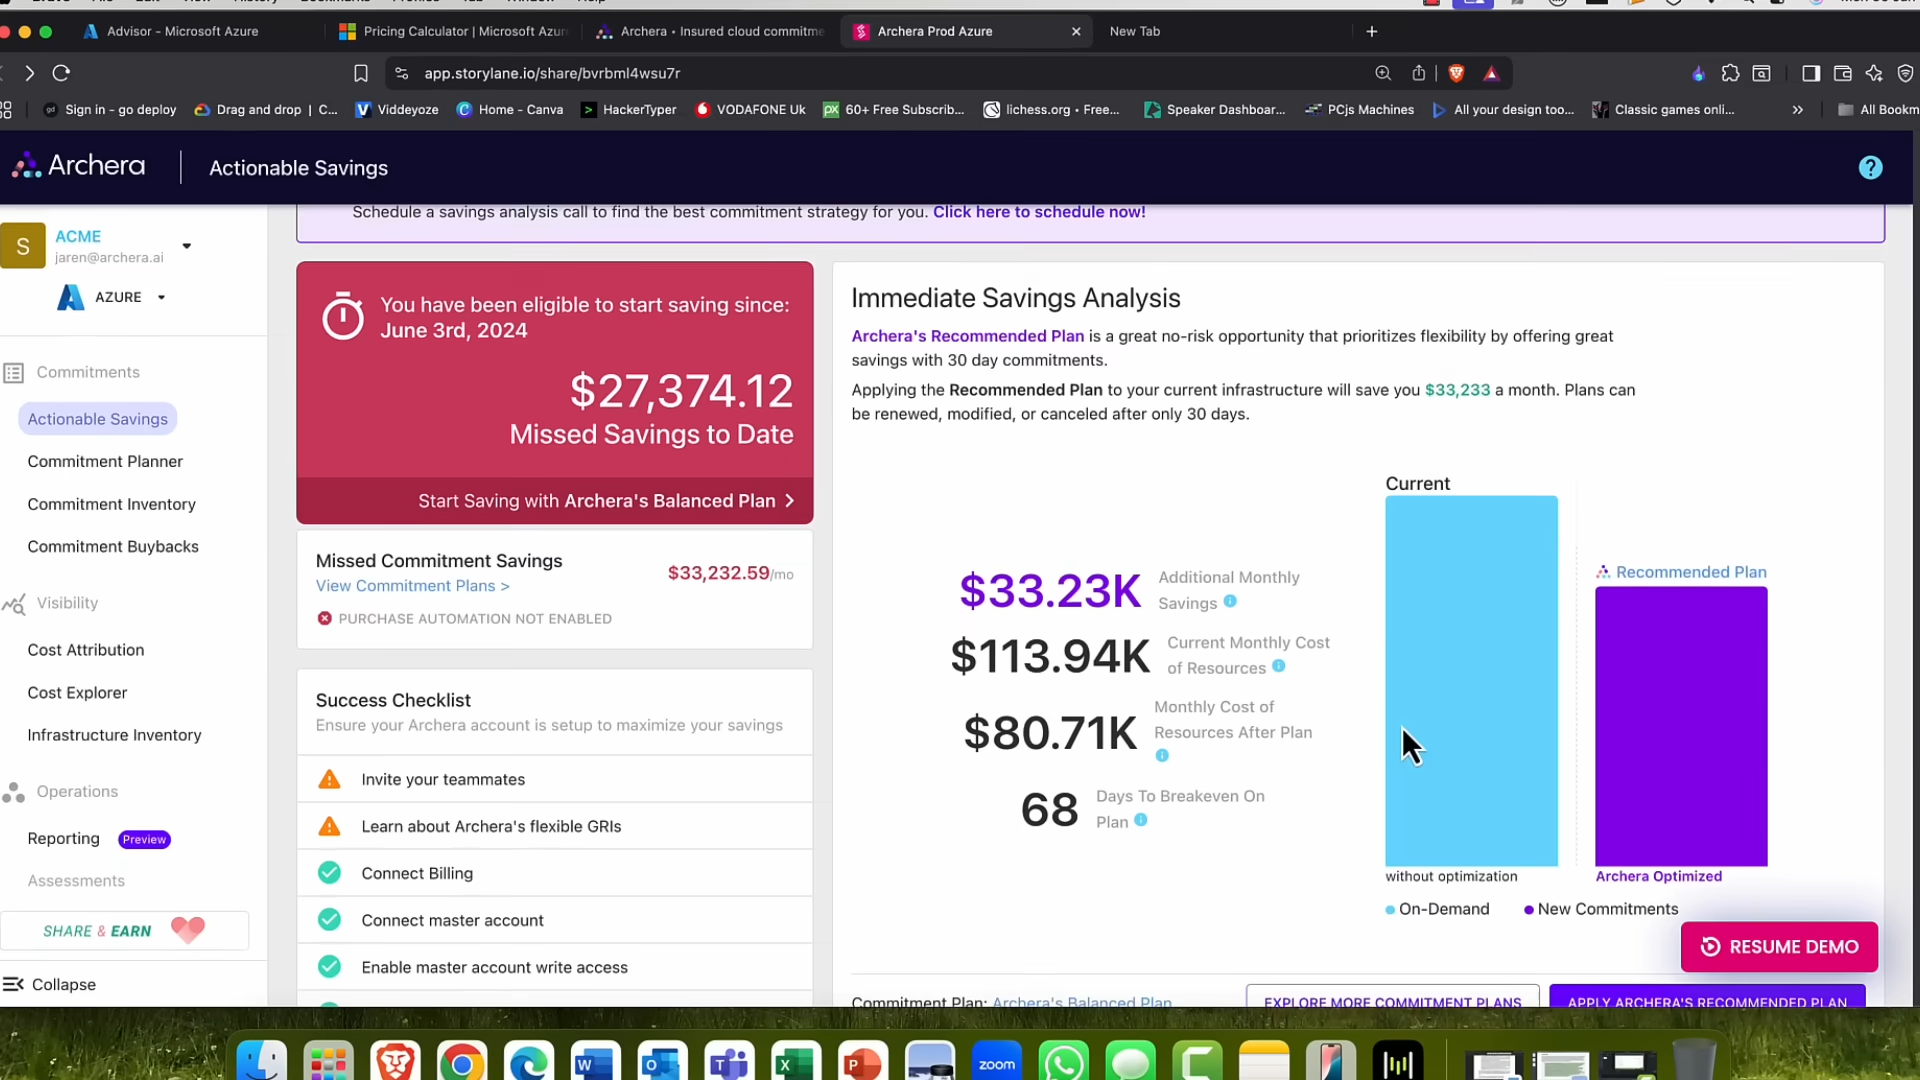 Advisor - Microsoft Azure
Pricing Calculator | Microsoft Azur
Archera • Insured cloud commitme
Archera Prod Azure
New Tab
app.storylane.io/share/bvrbml4wsu7r
Sign in - go deploy
Drag and drop | C...
Viddeyoze
Home - Canva
HackerTyper
VODAFONE Uk
60+ Free Subscrib...
lichess.org • Free...
Speaker Dashboar...
PCjs Machines
All your design too...
Classic games onli...
»
All Bookm
Archera
Actionable Savings
Schedule a savings analysis call to find the best commitment strategy for you. Click here to schedule now!
S
ACME
jaren@archera.ai
AZURE
Commitments
Actionable Savings
Commitment Planner
Commitment Inventory
Commitment Buybacks
Visibility
Cost Attribution
Cost Explorer
Infrastructure Inventory
Operations
Reporting
Preview
Assessments
SHARE & EARN
Collapse
You have been eligible to start saving since:
June 3rd, 2024
$27,374.12
Missed Savings to Date
Start Saving with Archera's Balanced Plan
Missed Commitment Savings
$33,232.59/mo
View Commitment Plans >
PURCHASE AUTOMATION NOT ENABLED
Success Checklist
Ensure your Archera account is setup to maximize your savings
Invite your teammates
Learn about Archera's flexible GRIs
Connect Billing
Connect master account
Enable master account write access
Immediate Savings Analysis
Archera's Recommended Plan is a great no-risk opportunity that prioritizes flexibility by offering great
savings with 30 day commitments.
Applying the Recommended Plan to your current infrastructure will save you $33,233 a month. Plans can
be renewed, modified, or canceled after only 30 days.
$33.23K
Additional Monthly
Savings
$113.94K
Current Monthly Cost
of Resources
$80.71K
Monthly Cost of
Resources After Plan
68
Days To Breakeven On
Plan
Current
Recommended Plan
without optimization
Archera Optimized
On-Demand
New Commitments
RESUME DEMO
Commitment Plan: Archera's Balanced Plan
EXPLORE MORE COMMITMENT PLANS
APPLY ARCHERA'S RECOMMENDED PLAN
zoom